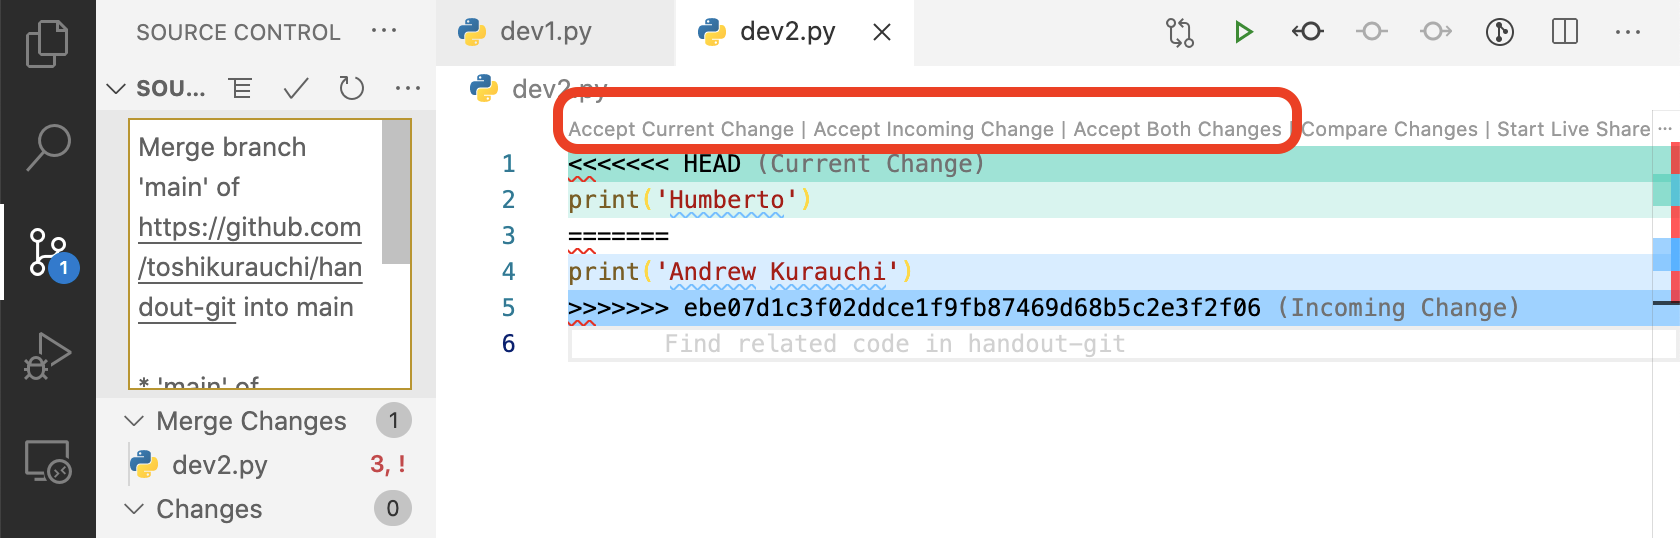 SOURCE CONTROL ...
SOU... ...
Merge branch
'main' of
https://github.com
/toshikurauchi/han
dout-git into main
* 'main' of
Merge Changes 1
dev2.py 3, !
Changes 0
1
dev1.py dev2.py
dev2.py
Accept Current Change | Accept Incoming Change | Accept Both Changes | Compare Changes | Start Live Share ...
1 <<<<<<< HEAD (Current Change)
2 print('Humberto')
3 =======
4 print('Andrew Kurauchi')
5 >>>>>>> ebe07d1c3f02ddce1f9fb87469d68b5c2e3f2f06 (Incoming Change)
6 Find related code in handout-git